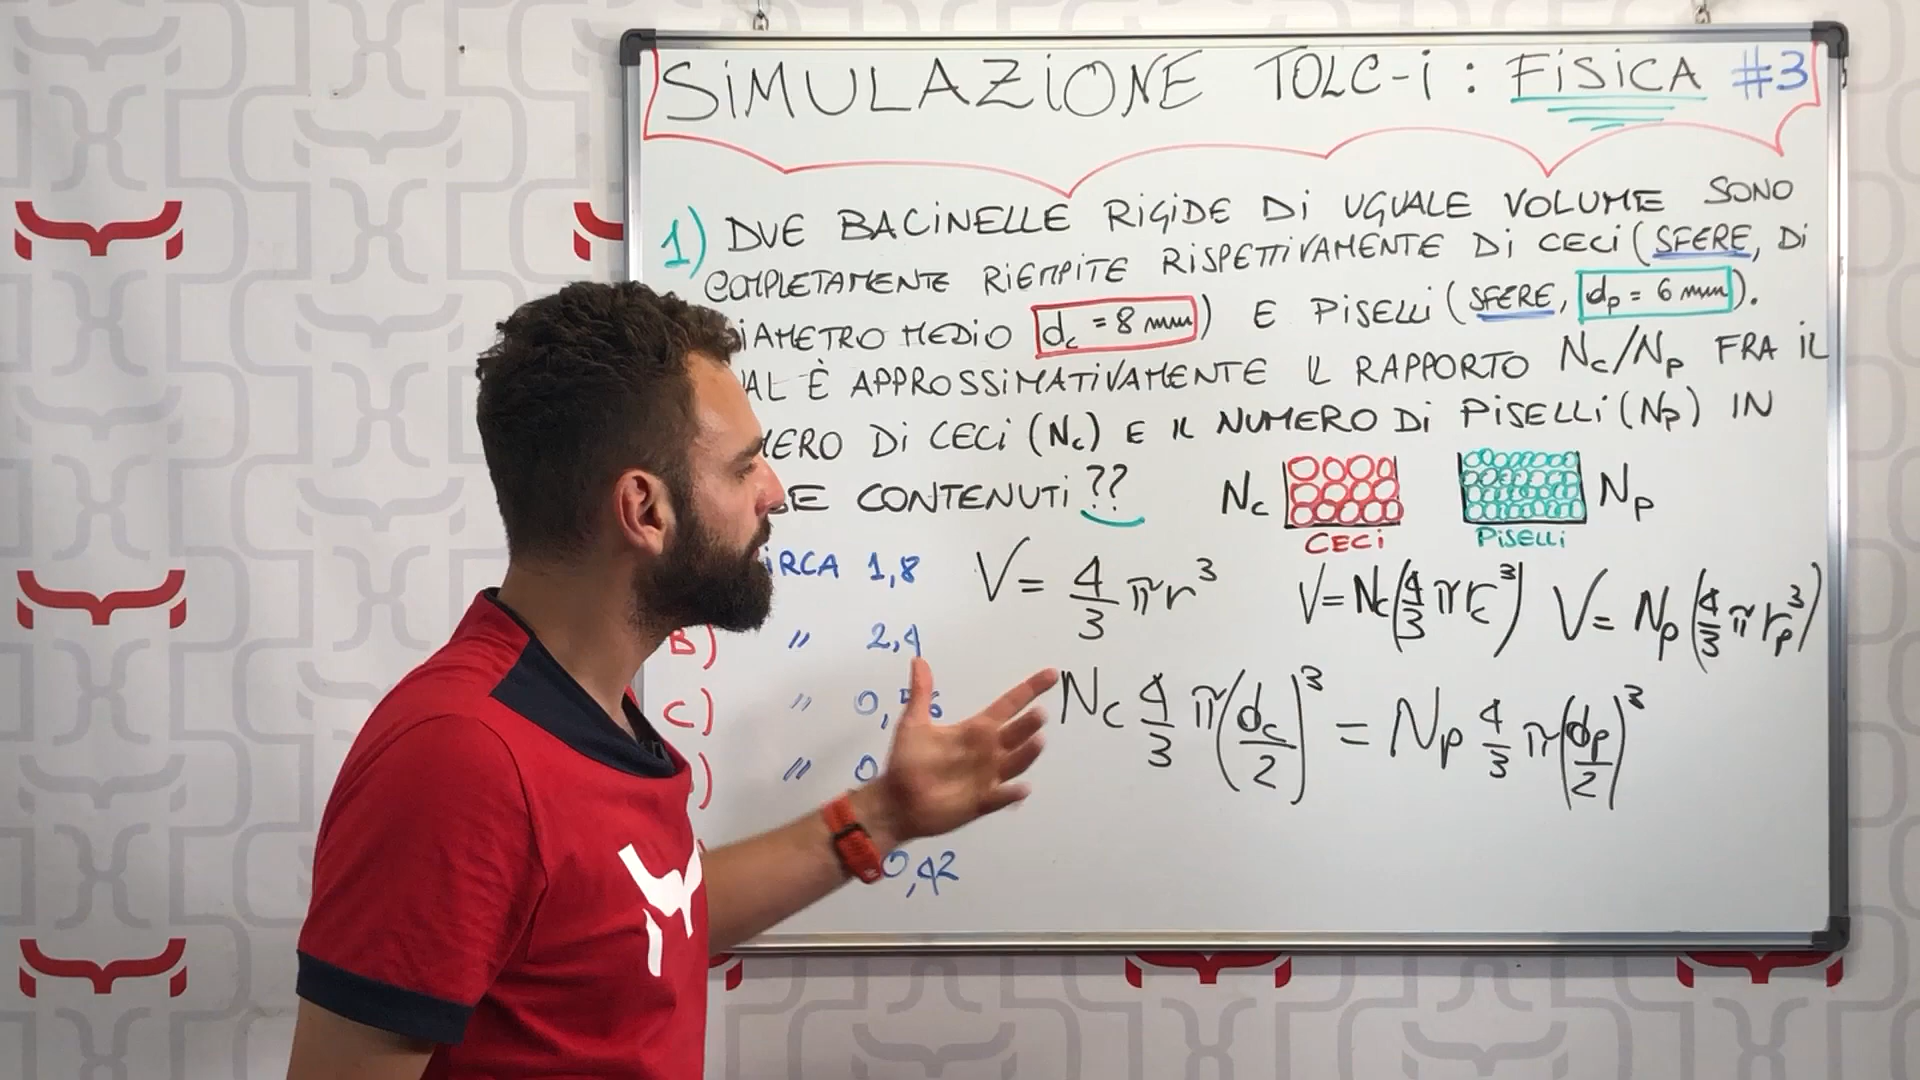 SIMULAZIONE TOLC-i : FISICA #3
1) DUE BACINELLE RIGIDE DI UGUALE VOLUME SONO
COMPLETAMENTE RIEMPITE RISPETTIVAMENTE DI CECI (SFERE, DI
DIAMETRO MEDIO dc = 8 mm) E PISELLI (SFERE, dp = 6 mm).
È APPROSSIMATIVAMENTE IL RAPPORTO Nc/Np FRA IL
DI CECI (Nc) E IL NUMERO DI PISELLI (Np) IN
CONTENUTI ??
Nc Np
CECI PISELLI
CIRCA 1,8
V = 4/3 πr³
V = Nc(4/3 πrc³) V = Np(4/3 πrp³)
B) " 2,4
C) "
Nc 4/3 π(dc/2)³ = Np 4/3 π(dp/2)³
"
0,42